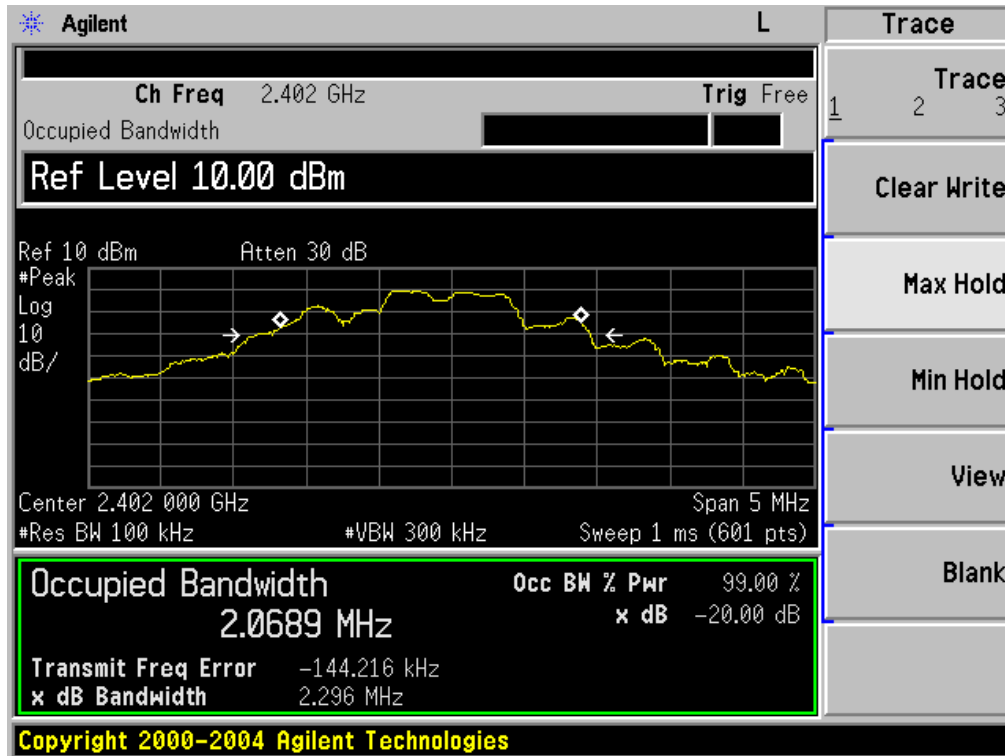 Agilent L Trace
Ch Freq 2.402 GHz Trig Free
Occupied Bandwidth
Ref Level 10.00 dBm
Ref 10 dBm Atten 30 dB
#Peak
Log
10
dB/
Center 2.402 000 GHz Span 5 MHz
#Res BW 100 kHz #VBW 300 kHz Sweep 1 ms (601 pts)
Occupied Bandwidth Occ BW % Pwr 99.00 %
2.0689 MHz x dB -20.00 dB
Transmit Freq Error -144.216 kHz
x dB Bandwidth 2.296 MHz
Copyright 2000-2004 Agilent Technologies
Trace
1 2 3
Clear Write
Max Hold
Min Hold
View
Blank